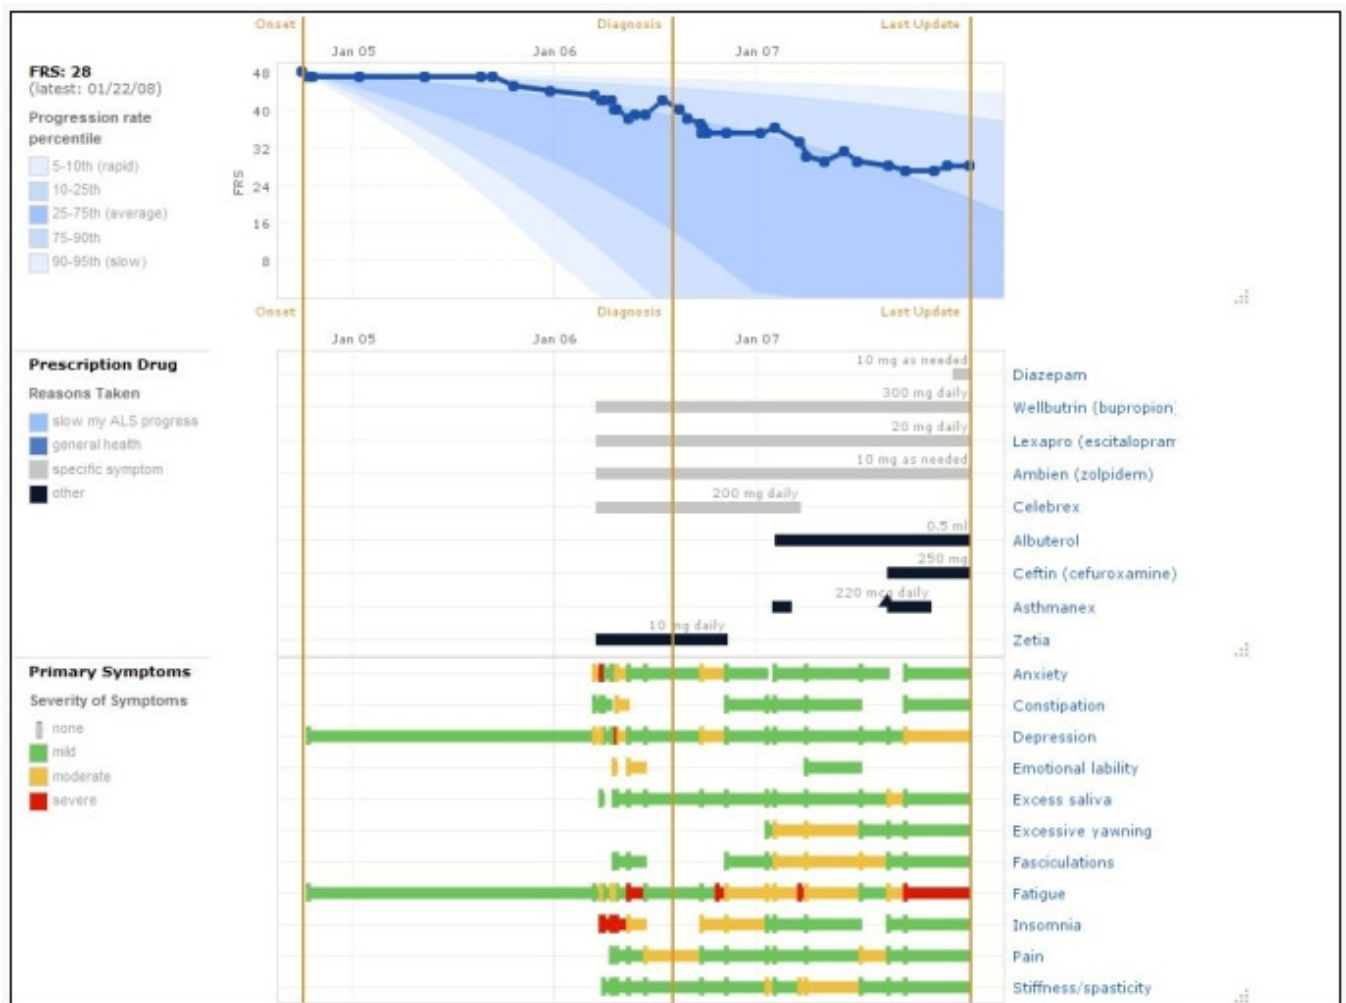 Onset Diagnosis Last Update
Jan 05 Jan 06 Jan 07
FRS: 28
(latest: 01/22/08)
Progression rate
percentile
5-10th (rapid)
10-25th
25-75th (average)
75-90th
90-95th (slow)
FRS
48
40
32
24
16
8
Onset Diagnosis Last Update
Jan 05 Jan 06 Jan 07
Prescription Drug
Reasons Taken
slow my ALS progress
general health
specific symptom
other
10 mg as needed
Diazepam
300 mg daily
Wellbutrin (bupropion)
20 mg daily
Lexapro (escitalopram
10 mg as needed
Ambien (zolpidem)
200 mg daily
Celebrex
0.5 ml
Albuterol
250 mg
Ceftin (cefuroxamine)
220 mcg daily
Asthmanex
10 mg daily
Zetia
Primary Symptoms
Severity of Symptoms
none
mild
moderate
severe
Anxiety
Constipation
Depression
Emotional lability
Excess saliva
Excessive yawning
Fasciculations
Fatigue
Insomnia
Pain
Stiffness/spasticity